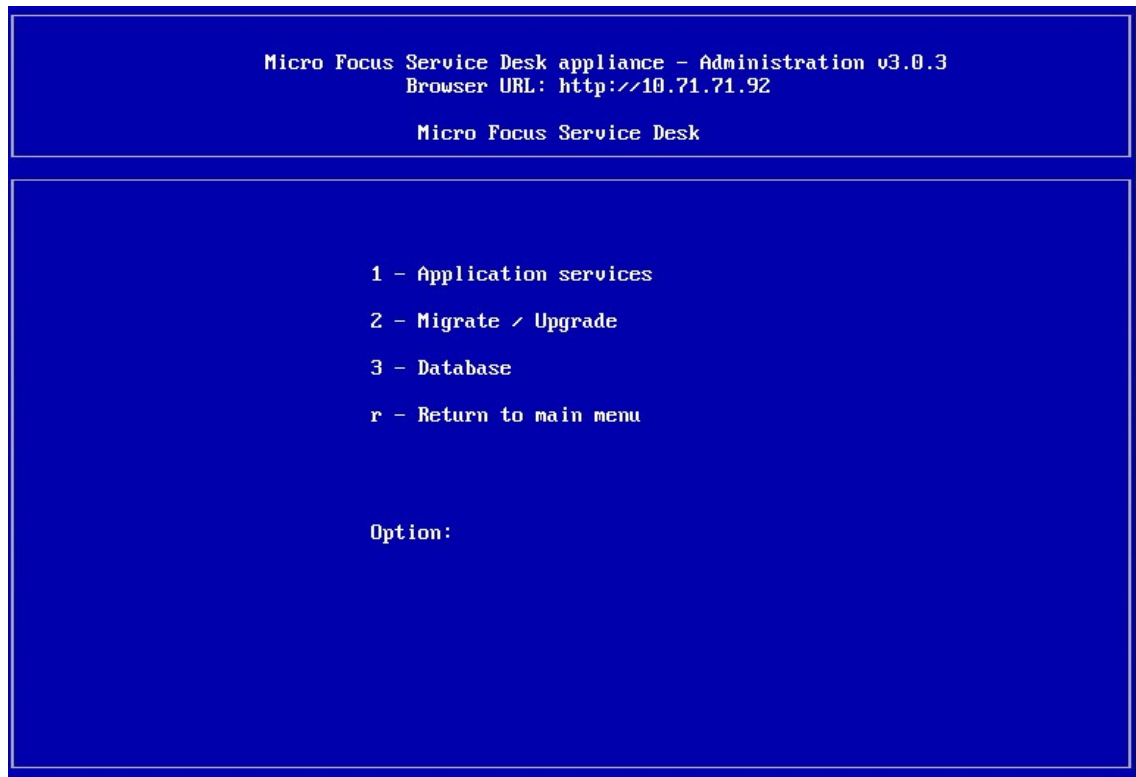 Micro Focus Service Desk appliance - Administration v3.0.3
Browser URL: http://10.71.71.92
Micro Focus Service Desk
1 - Application services
2 - Migrate / Upgrade
3 - Database
r - Return to main menu
Option: